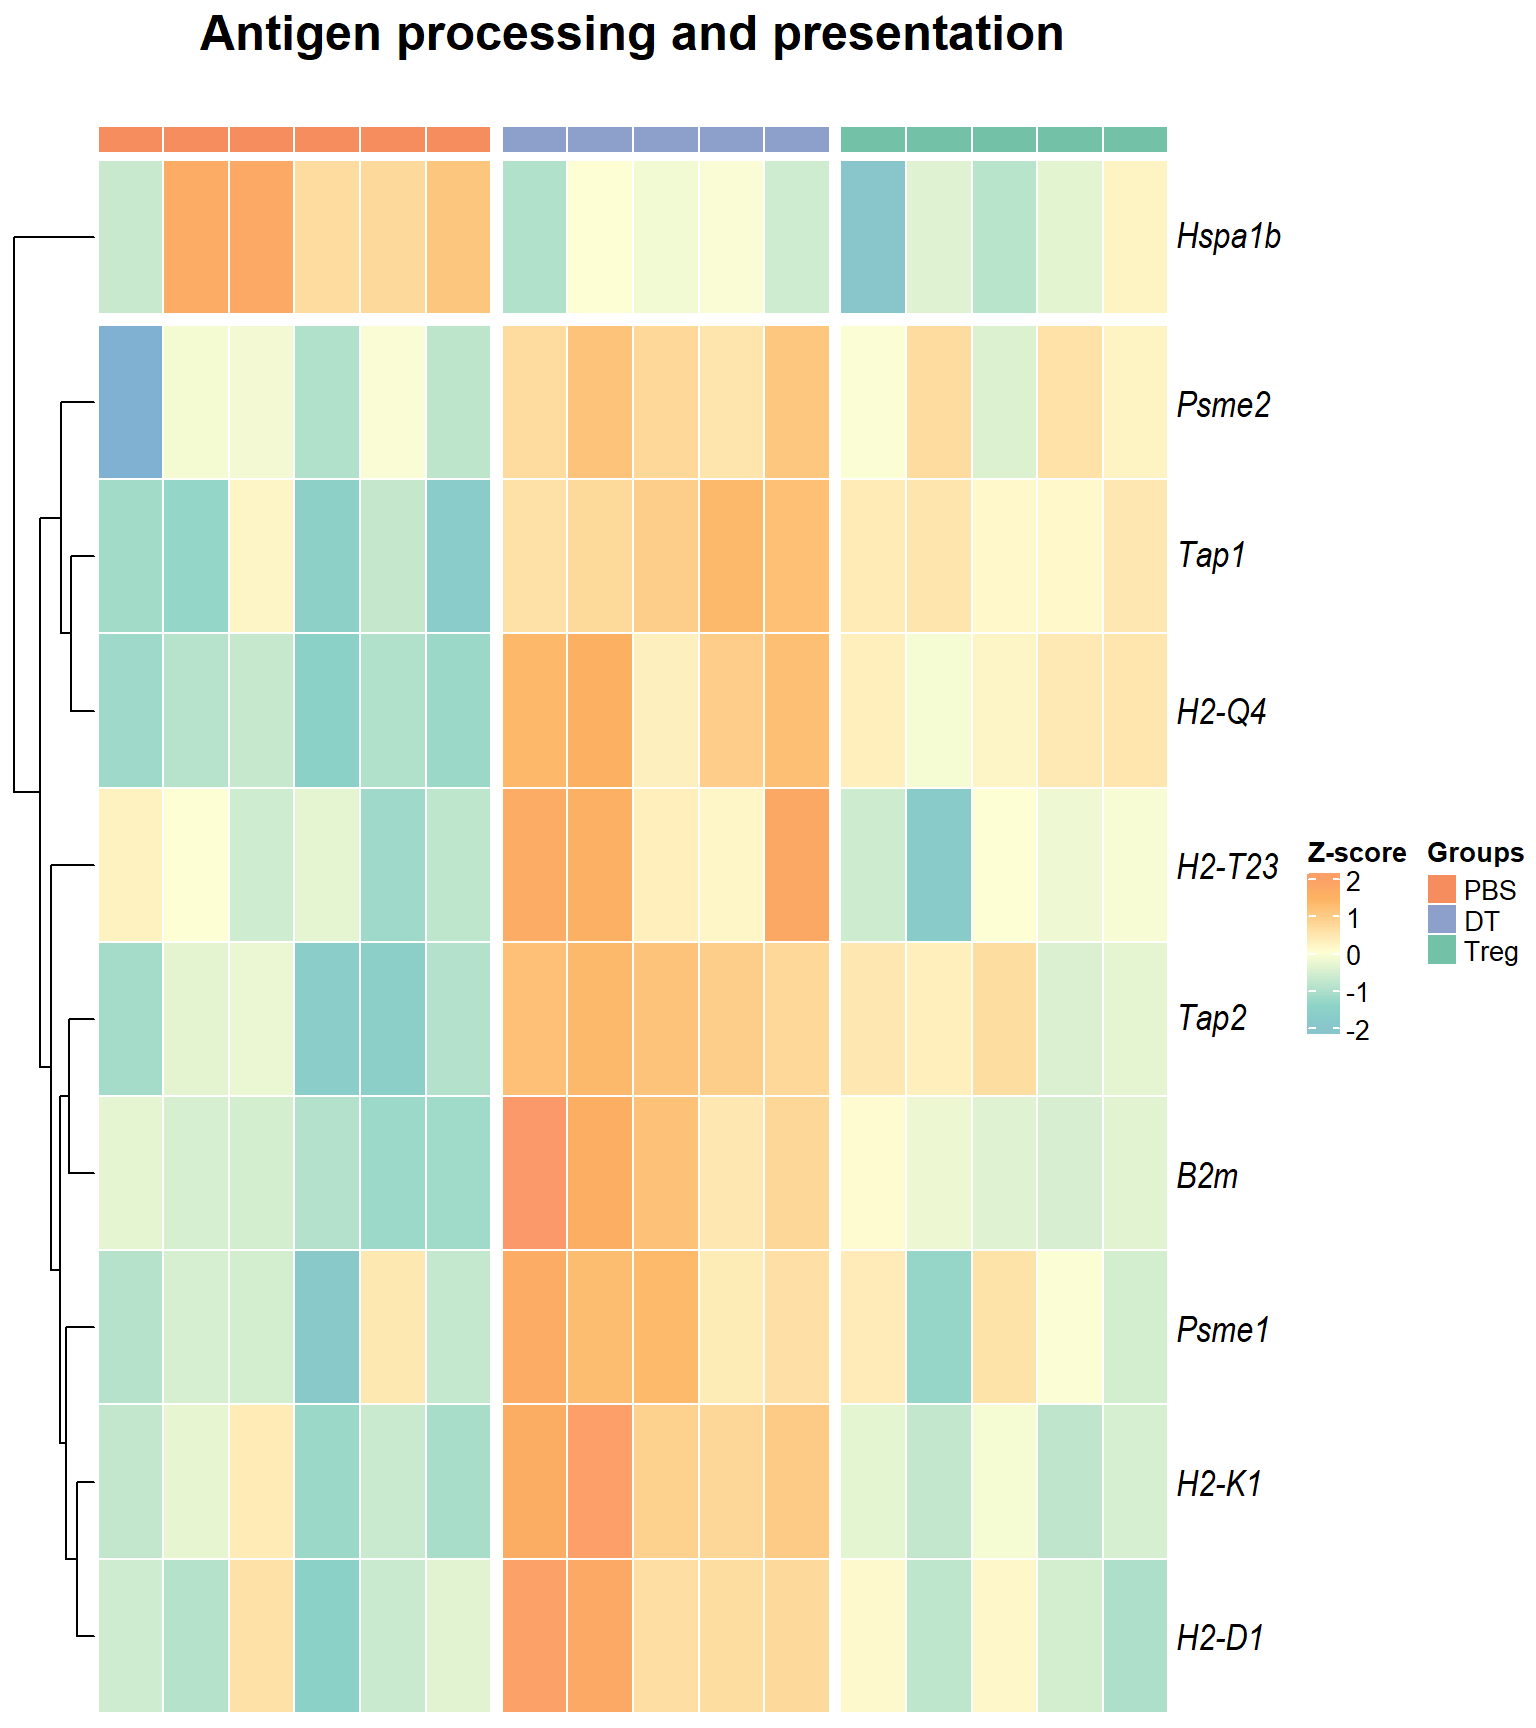 Antigen processing and presentation
Hspa1b
Psme2
Tap1
H2-Q4
H2-T23
Tap2
B2m
Psme1
H2-K1
H2-D1
Z-score
2
1
0
-1
-2
Groups
PBS
DT
Treg